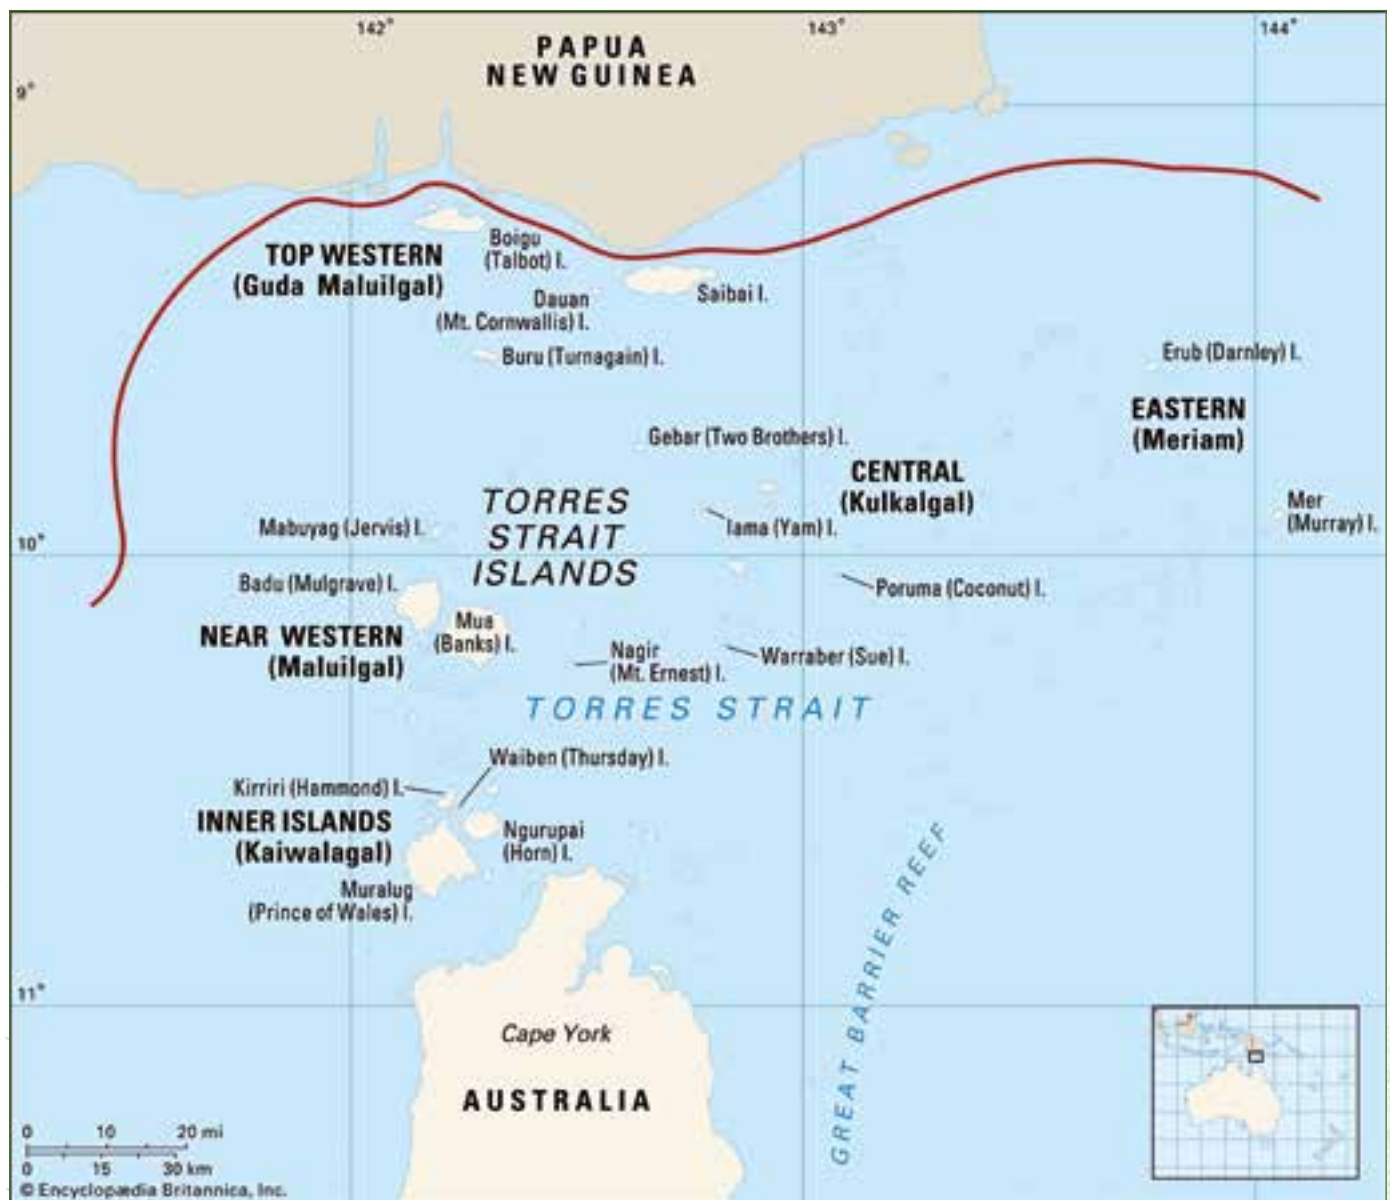 142°
143°
144°
PAPUA
NEW GUINEA
9°
Boigu
(Talbot) I.
TOP WESTERN
(Guda Maluilgal)
Saibai I.
Dauan
(Mt. Cornwallis) I.
Buru (Turnagain) I.
Erub (Darnley) I.
EASTERN
(Meriam)
Gebar (Two Brothers) I.
CENTRAL
(Kulkalgal)
TORRES
STRAIT
ISLANDS
Mer
(Murray) I.
Mabuyag (Jervis) I.
Iama (Yam) I.
10°
Badu (Mulgrave) I.
Poruma (Coconut) I.
Mua
(Banks) I.
NEAR WESTERN
(Maluilgal)
Nagir
(Mt. Ernest) I.
Warraber (Sue) I.
TORRES STRAIT
Waiben (Thursday) I.
Kirriri (Hammond) I.
INNER ISLANDS
(Kaiwalagal)
Ngurupai
(Horn) I.
Muralug
(Prince of Wales) I.
GREAT BARRIER REEF
11°
Cape York
AUSTRALIA
0 10 20 mi
0 15 30 km
© Encyclopædia Britannica, Inc.